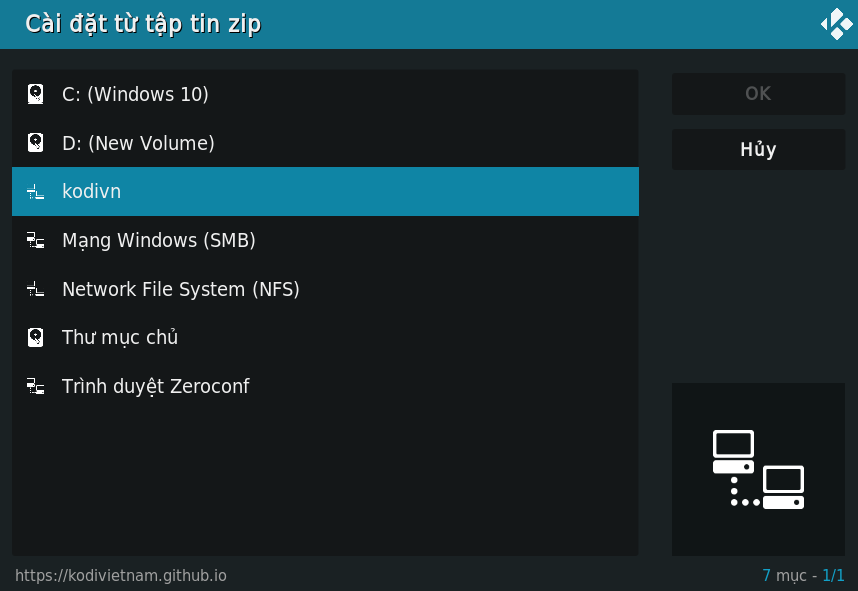 Cài đặt từ tập tin zip
C: (Windows 10)
OK
D: (New Volume)
Hủy
kodivn
Mạng Windows (SMB)
Network File System (NFS)
Thư mục chủ
Trình duyệt Zeroconf
https://kodivietnam.github.io
7 mục - 1/1